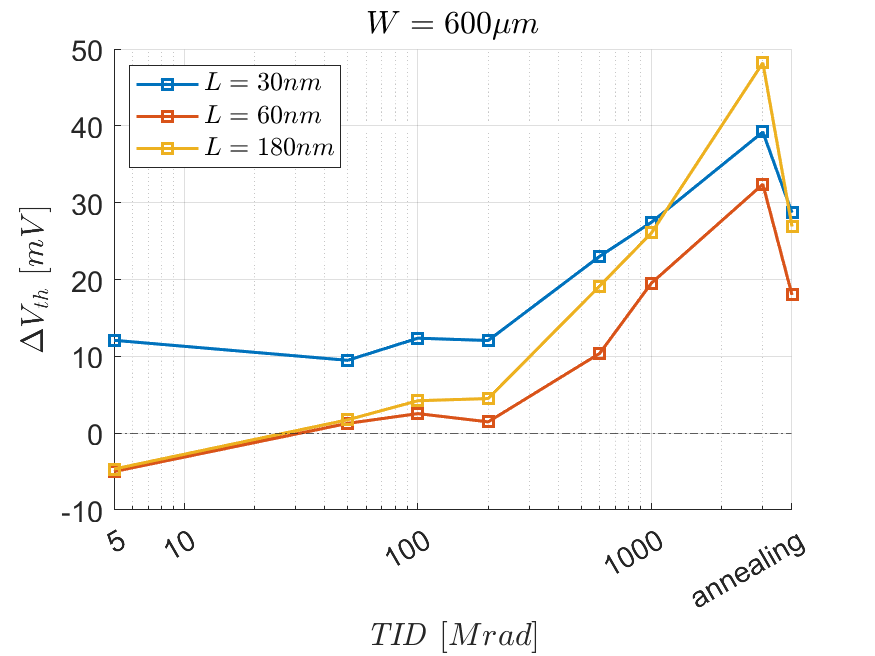 W = 600μm
50
40
30
20
10
0
-10
ΔVth [mV]
L = 30nm
L = 60nm
L = 180nm
5
10
100
1000
annealing
TID [Mrad]